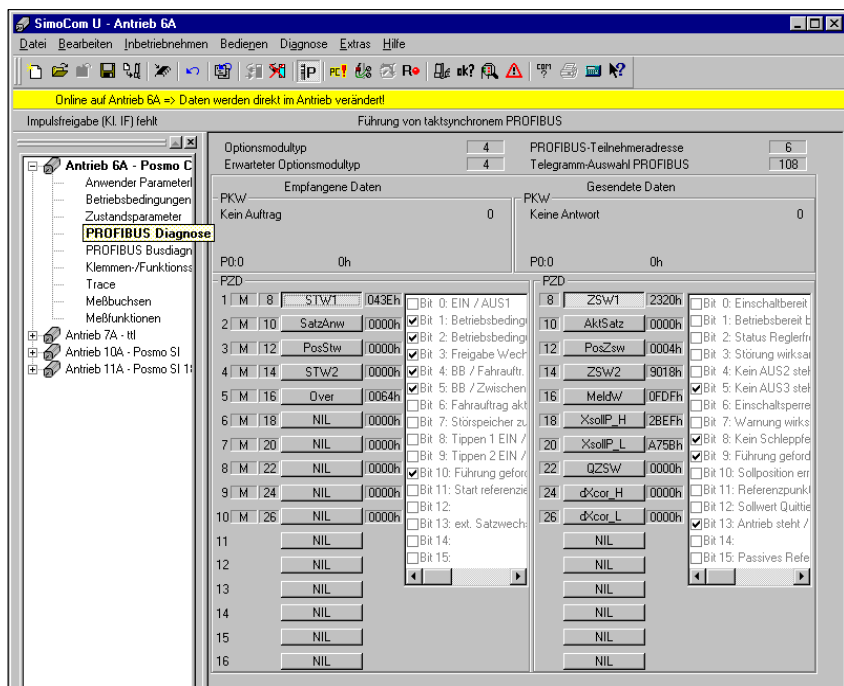 SimoCom U - Antrieb 6A
Datei Bearbeiten Inbetriebnehmen Bedienen Diagnose Extras Hilfe
Online auf Antrieb 6A => Daten werden direkt im Antrieb verändert!
Impulsfreigabe (Kl. IF) fehlt Führung von taktsynchronem PROFIBUS
Antrieb 6A - Posmo C
Anwender Parameterl
Betriebsbedingungen
Zustandsparameter
PROFIBUS Diagnose
PROFIBUS Busdiagn
Klemmen-/Funktionss
Trace
Meßbuchsen
Meßfunktionen
Antrieb 7A - ttl
Antrieb 10A - Posmo SI
Antrieb 11A - Posmo SI 1
Optionsmodultyp 4 PROFIBUS-Teilnehmeradresse 6
Erwarteter Optionsmodultyp 4 Telegramm-Auswahl PROFIBUS 108
Empfangene Daten
PKW
Kein Auftrag 0
P0:0 0h
Gesendete Daten
PKW
Keine Antwort 0
P0:0 0h
PZD
1 M 8 STW1 043Eh
2 M 10 SatzAnw 0000h
3 M 12 PosStw 0000h
4 M 14 STW2 0000h
5 M 16 Over 0064h
6 M 18 NIL 0000h
7 M 20 NIL 0000h
8 M 22 NIL 0000h
9 M 24 NIL 0000h
10 M 26 NIL 0000h
11 NIL
12 NIL
13 NIL
14 NIL
15 NIL
16 NIL
Bit 0: EIN / AUS1
Bit 1: Betriebsbeding
Bit 2: Betriebsbeding
Bit 3: Freigabe Wech
Bit 4: BB / Fahrauftr.
Bit 5: BB / Zwischen
Bit 6: Fahrauftrag akt
Bit 7: Störspeicher zu
Bit 8: Tippen 1 EIN /
Bit 9: Tippen 2 EIN /
Bit 10: Führung geford
Bit 11: Start referenzie
Bit 12:
Bit 13: ext. Satzwech
Bit 14:
Bit 15:
PZD
8 ZSW1 2320h
10 AktSatz 0000h
12 PosZsw 0004h
14 ZSW2 9018h
16 MeldW 0FDFh
18 XsollP_H 2BEFh
20 XsollP_L A75Bh
22 QZSW 0000h
24 dXcor_H 0000h
26 dXcor_L 0000h
NIL
NIL
NIL
NIL
NIL
NIL
Bit 0: Einschaltbereit
Bit 1: Betriebsbereit b
Bit 2: Status Reglerfr
Bit 3: Störung wirksar
Bit 4: Kein AUS2 steh
Bit 5: Kein AUS3 steh
Bit 6: Einschaltsperre
Bit 7: Warnung wirks
Bit 8: Kein Schleppfe
Bit 9: Führung geford
Bit 10: Sollposition err
Bit 11: Referenzpunkt
Bit 12: Sollwert Quittie
Bit 13: Antrieb steht /
Bit 14:
Bit 15: Passives Refe